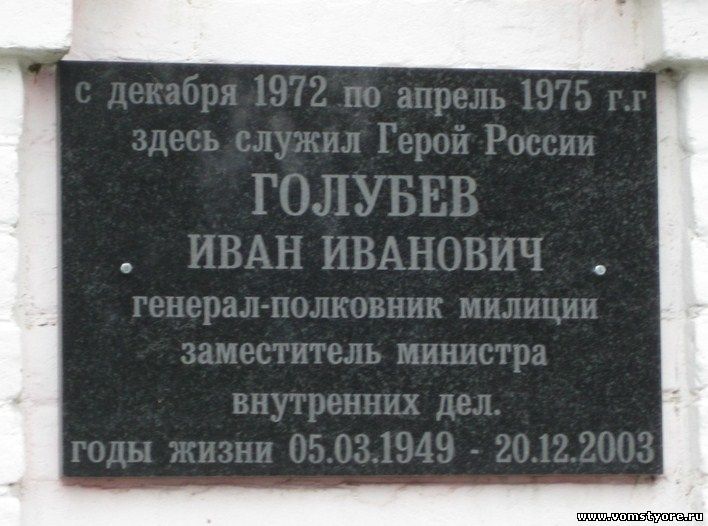 с декабря 1972 по апрель 1975 г.г
здесь служил Герой России
ГОЛУБЕВ
ИВАН ИВАНОВИЧ
генерал-полковник милиции
заместитель министра
внутренних дел.
годы жизни 05.03.1949 - 20.12.2003
www.vomstyore.ru